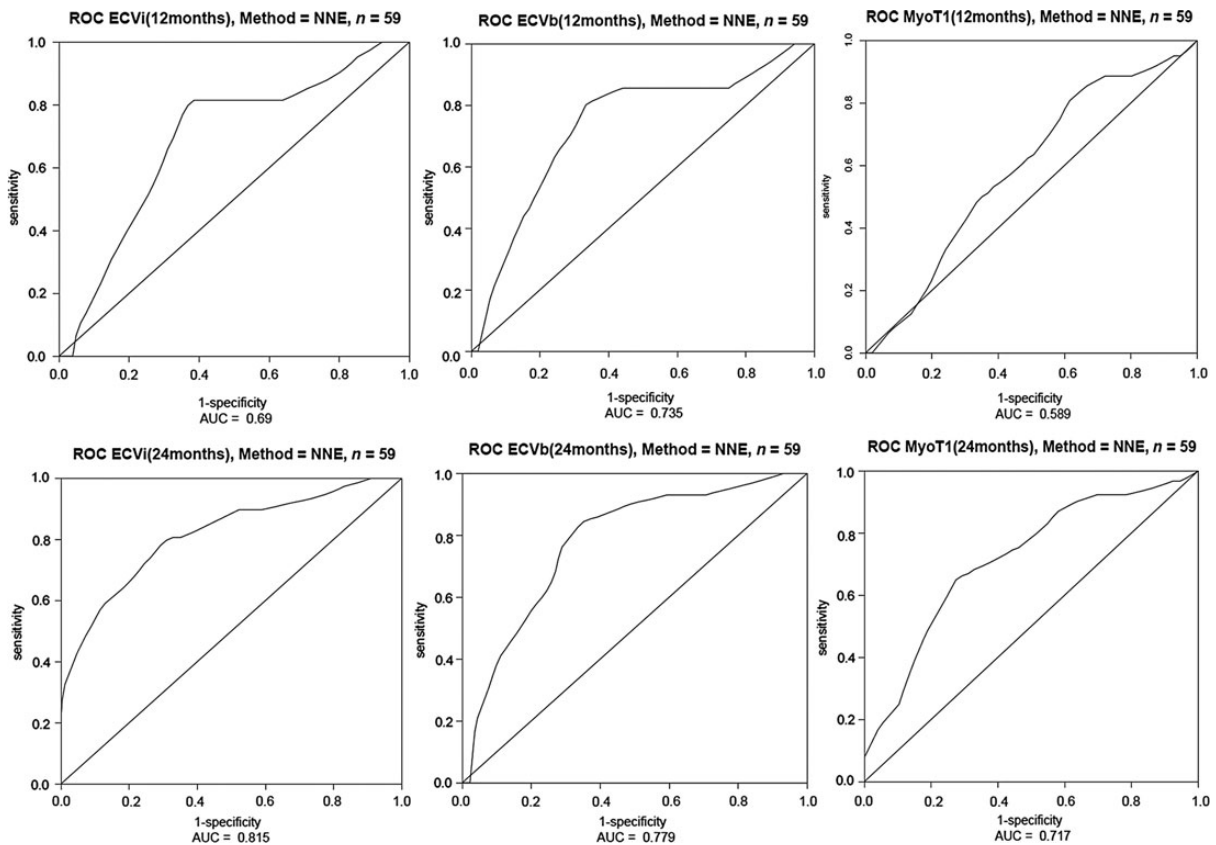 ROC ECVi(12months), Method = NNE, n = 59
1.0
0.8
0.6
0.4
0.2
0.0
sensitivity
0.0 0.2 0.4 0.6 0.8 1.0
1-specificity
AUC = 0.69
ROC ECVb(12months), Method = NNE, n = 59
1.0
0.8
0.6
0.4
0.2
0.0
sensitivity
0.0 0.2 0.4 0.6 0.8 1.0
1-specificity
AUC = 0.735
ROC MyoT1(12months), Method = NNE, n = 59
1.0
0.8
0.6
0.4
0.2
0.0
sensitivity
0.0 0.2 0.4 0.6 0.8 1.0
1-specificity
AUC = 0.589
ROC ECVi(24months), Method = NNE, n = 59
1.0
0.8
0.6
0.4
0.2
0.0
sensitivity
0.0 0.2 0.4 0.6 0.8 1.0
1-specificity
AUC = 0.815
ROC ECVb(24months), Method = NNE, n = 59
1.0
0.8
0.6
0.4
0.2
0.0
sensitivity
0.0 0.2 0.4 0.6 0.8 1.0
1-specificity
AUC = 0.779
ROC MyoT1(24months), Method = NNE, n = 59
1.0
0.8
0.6
0.4
0.2
0.0
sensitivity
0.0 0.2 0.4 0.6 0.8 1.0
1-specificity
AUC = 0.717